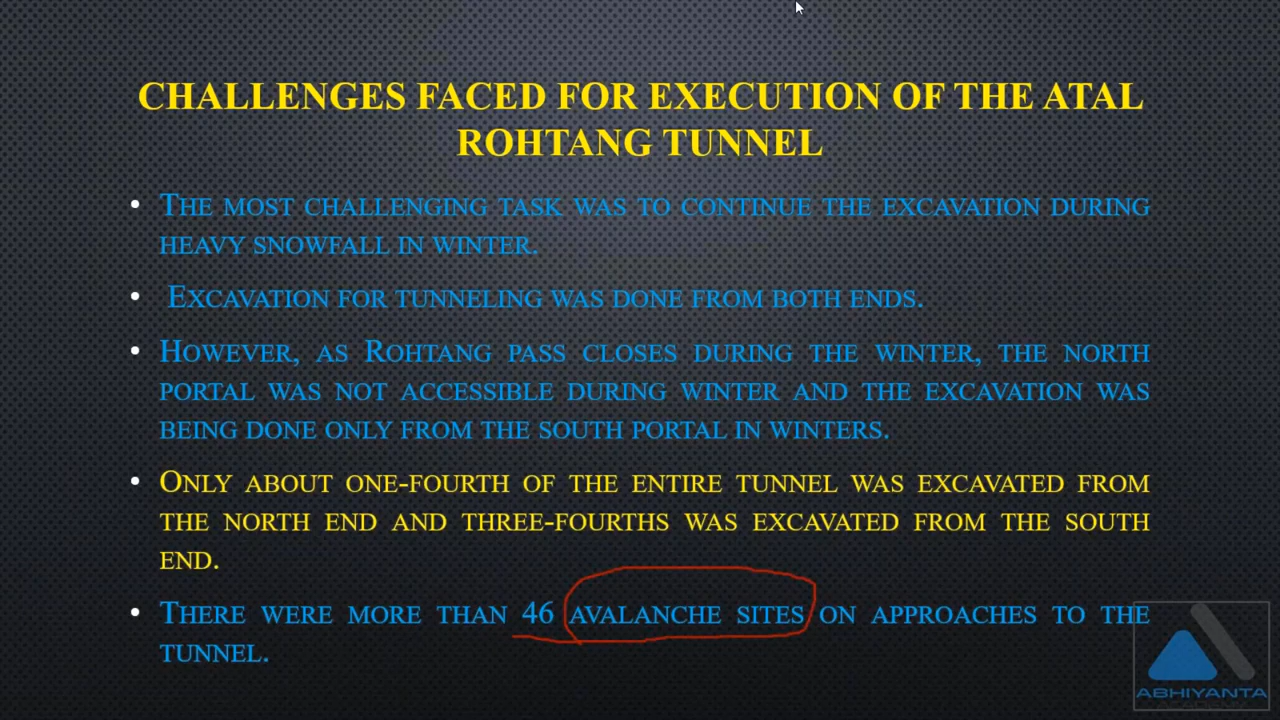 CHALLENGES FACED FOR EXECUTION OF THE ATAL
ROHTANG TUNNEL
• THE MOST CHALLENGING TASK WAS TO CONTINUE THE EXCAVATION DURING
HEAVY SNOWFALL IN WINTER.
• EXCAVATION FOR TUNNELING WAS DONE FROM BOTH ENDS.
• HOWEVER, AS ROHTANG PASS CLOSES DURING THE WINTER, THE NORTH
PORTAL WAS NOT ACCESSIBLE DURING WINTER AND THE EXCAVATION WAS
BEING DONE ONLY FROM THE SOUTH PORTAL IN WINTERS.
• ONLY ABOUT ONE-FOURTH OF THE ENTIRE TUNNEL WAS EXCAVATED FROM
THE NORTH END AND THREE-FOURTHS WAS EXCAVATED FROM THE SOUTH
END.
• THERE WERE MORE THAN 46 AVALANCHE SITES ON APPROACHES TO THE
TUNNEL.
ABHIYANTA
ACADEMY